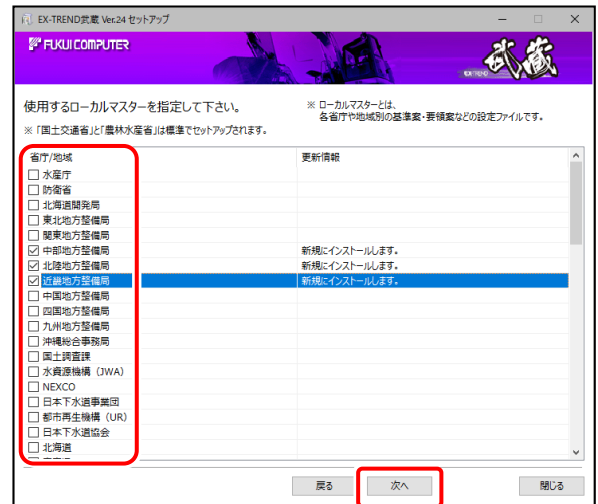 EX-TREND武蔵 Ver.24 セットアップ
FUKUI COMPUTER
EX-TREND 武蔵
使用するローカルマスターを指定して下さい。
※ ローカルマスターとは、
各省庁や地域別の基準案・要領案などの設定ファイルです。
※ 「国土交通省」と「農林水産省」は標準でセットアップされます。
省庁/地域 更新情報
水産庁
防衛省
北海道開発局
東北地方整備局
関東地方整備局
中部地方整備局 新規にインストールします。
北陸地方整備局 新規にインストールします。
近畿地方整備局 新規にインストールします。
中国地方整備局
四国地方整備局
九州地方整備局
沖縄総合事務局
国土調査課
水資源機構（JWA）
NEXCO
日本下水道事業団
都市再生機構（UR）
日本下水道協会
北海道
戻る 次へ 閉じる